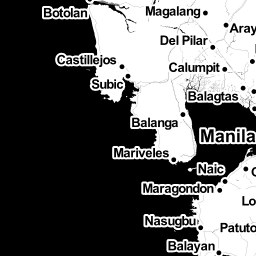 Botolan
Magalang
Aray
Del Pilar
Castillejos
Calumpit
Subic
Balagtas
Balanga
Manila
Mariveles
Naic
Maragondon
Lo
Nasugbu
Patuto
Balayan